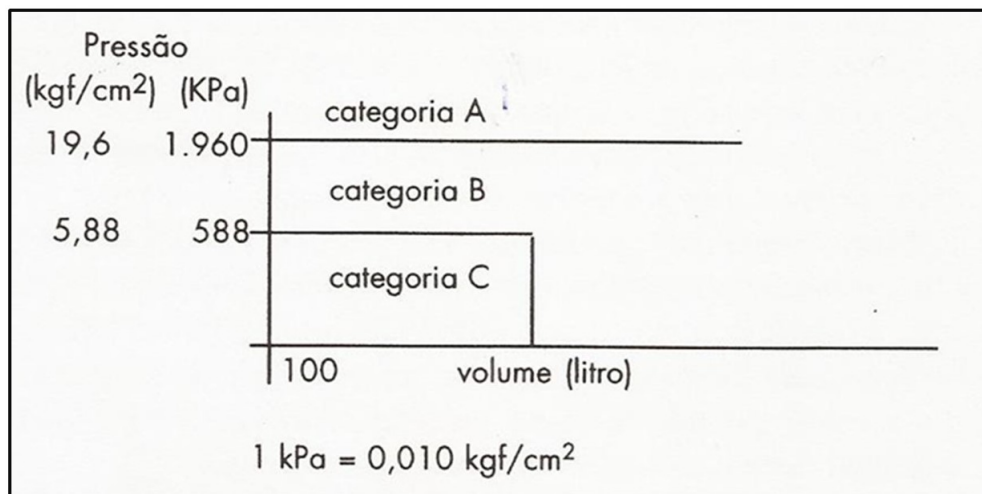 Pressão
(kgf/cm²) (KPa)
categoria A
19,6 1.960
categoria B
5,88 588
categoria C
100 volume (litro)
1 kPa = 0,010 kgf/cm²